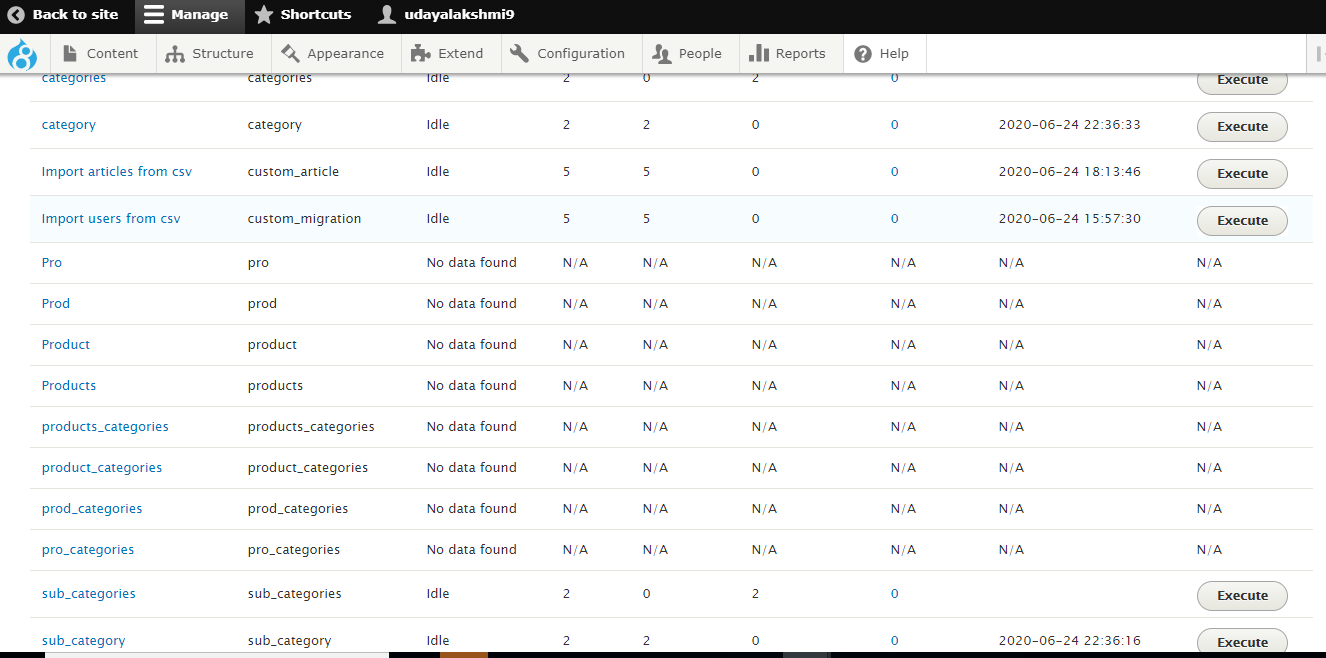 Back to site Manage Shortcuts udayalakshmi9
Content Structure Appearance Extend Configuration People Reports Help
categories categories Idle 2 0 2 0 Execute
category category Idle 2 2 0 0 2020-06-24 22:36:33 Execute
Import articles from csv custom_article Idle 5 5 0 0 2020-06-24 18:13:46 Execute
Import users from csv custom_migration Idle 5 5 0 0 2020-06-24 15:57:30 Execute
Pro pro No data found N/A N/A N/A N/A N/A N/A
Prod prod No data found N/A N/A N/A N/A N/A N/A
Product product No data found N/A N/A N/A N/A N/A N/A
Products products No data found N/A N/A N/A N/A N/A N/A
products_categories products_categories No data found N/A N/A N/A N/A N/A N/A
product_categories product_categories No data found N/A N/A N/A N/A N/A N/A
prod_categories prod_categories No data found N/A N/A N/A N/A N/A N/A
pro_categories pro_categories No data found N/A N/A N/A N/A N/A N/A
sub_categories sub_categories Idle 2 0 2 0 Execute
sub_category sub_category Idle 2 2 0 0 2020-06-24 22:36:16 Execute